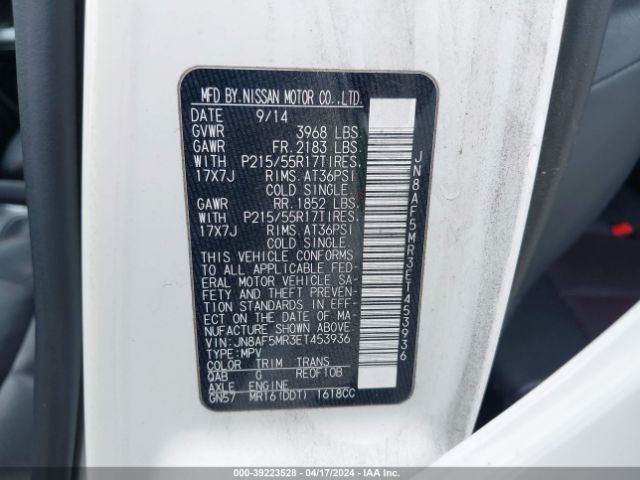 MFD BY.NISSAN MOTOR CO.,LTD.
DATE 9/14
GVWR 3968 LBS
GAWR FR. 2183 LBS.
WITH P215/55R17TIRES.
17X7J RIMS.AT36PSI
COLD SINGLE.
GAWR RR. 1852 LBS.
WITH P215/55R17TIRES.
17X7J RIMS.AT36PSI
COLD SINGLE.
THIS VEHICLE CONFORMS
TO ALL APPLICABLE FED-
ERAL MOTOR VEHICLE SA-
FETY AND THEFT PREVEN-
TION STANDARDS IN EFF-
ECT ON THE DATE OF MA-
NUFACTURE SHOWN ABOVE
VIN:JN8AF5MR3ET453936
TYPE:MPV
COLOR TRIM TRANS
QAB G RE0F10B
AXLE ENGINE
GN57 MR16(DDT) 1618CC
JN8AF5MR3ET453936
000-39223528 - 04/17/2024 - IAA Inc.